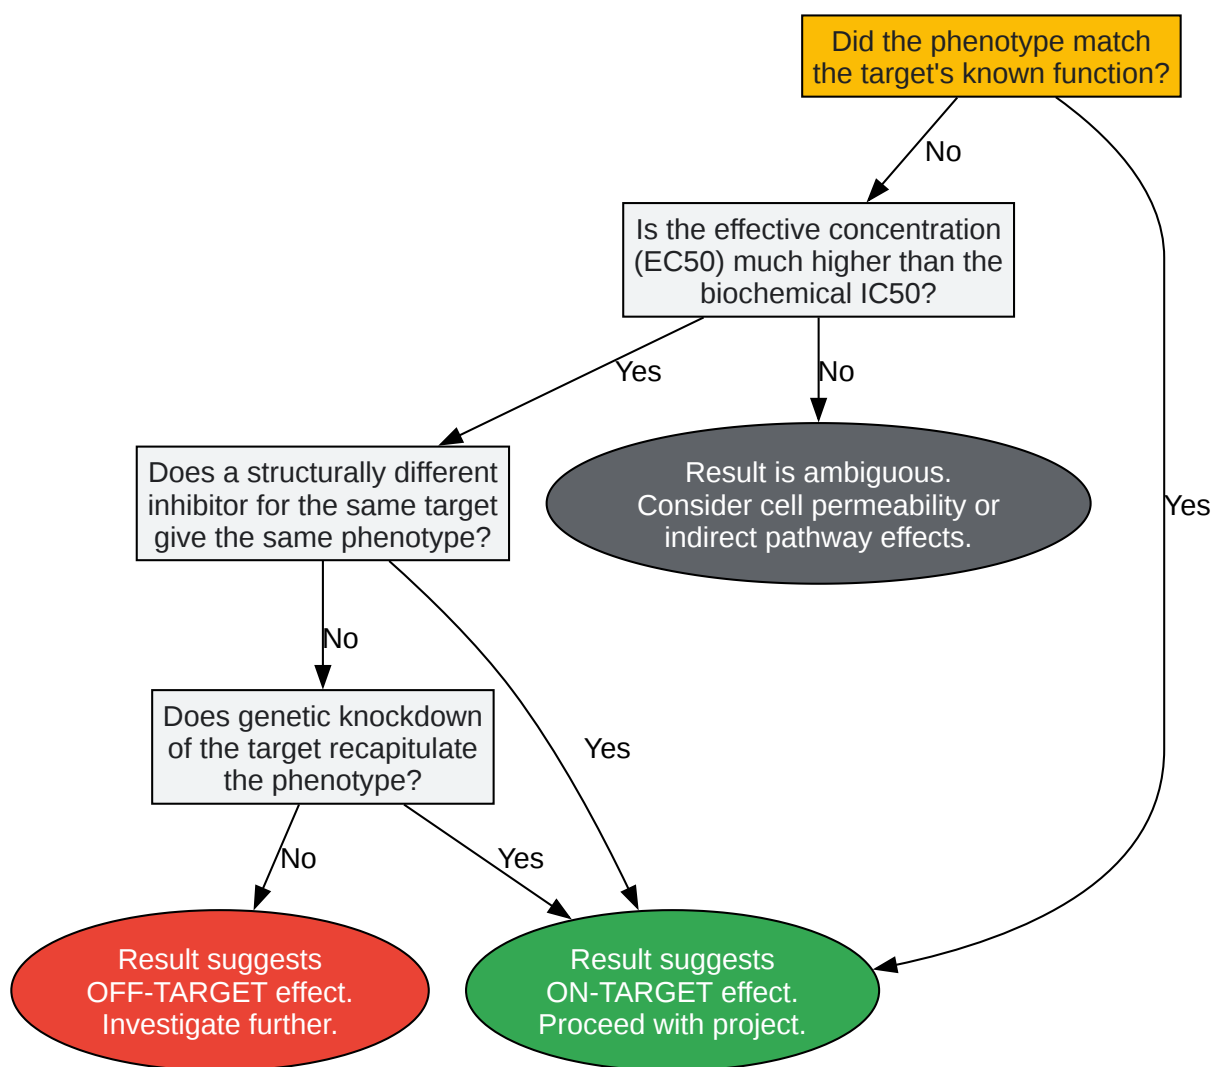 Did the phenotype match
the target's known function?
No
Is the effective concentration
(EC50) much higher than the
biochemical IC50?
Yes
No
Does a structurally different
inhibitor for the same target
give the same phenotype?
Result is ambiguous.
Consider cell permeability or
indirect pathway effects.
Yes
No
Does genetic knockdown
of the target recapitulate
the phenotype?
Yes
No
Yes
Result suggests
OFF-TARGET effect.
Investigate further.
Result suggests
ON-TARGET effect.
Proceed with project.